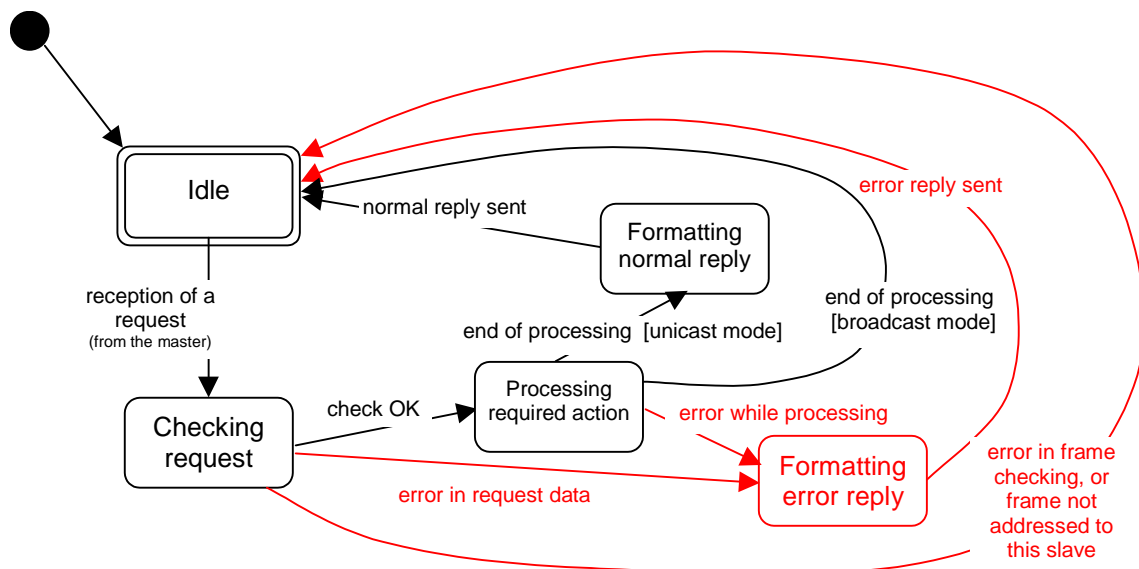 Idle
error reply sent
normal reply sent
Formatting
normal reply
reception of a
request
(from the master)
end of processing
[broadcast mode]
end of processing  [unicast mode]
Processing
required action
check OK
error while processing
Checking
request
Formatting
error reply
error in request data
error in frame
checking, or
frame not
addressed to
this slave